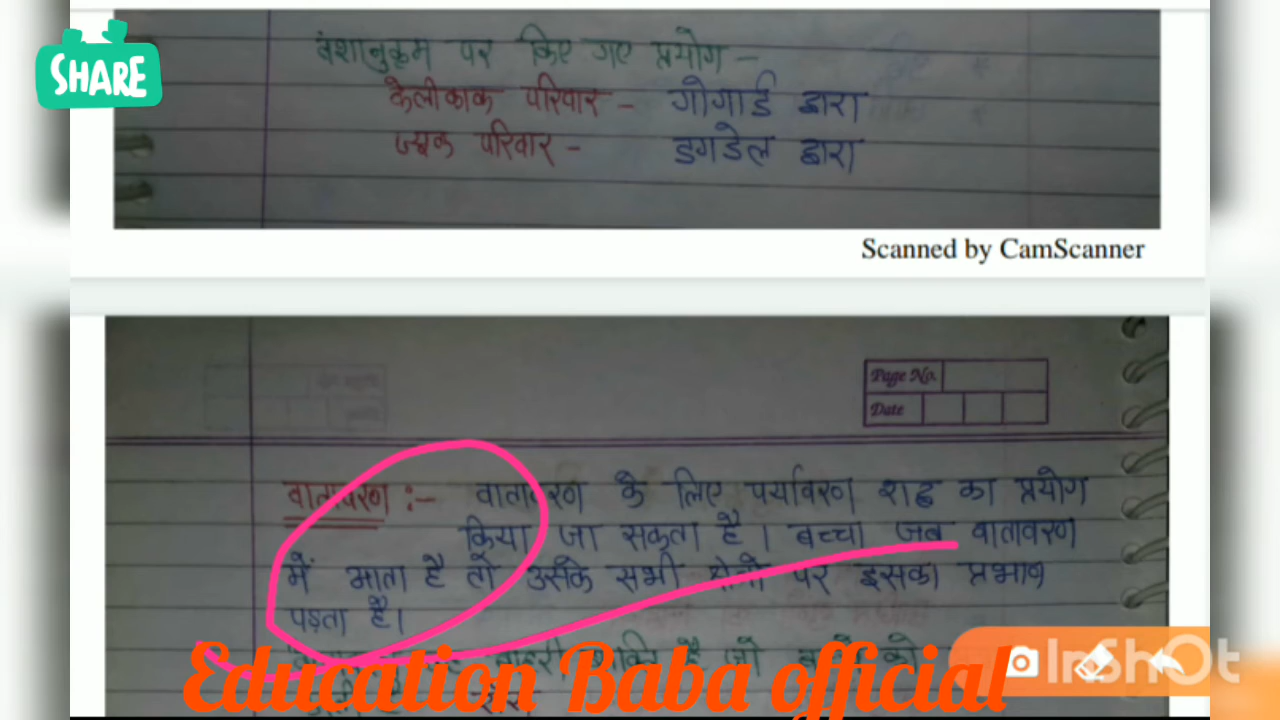 SHARE
वंशानुक्रम पर किए गए प्रयोग -
कैलीकाक परिवार - गोगार्ड द्वारा
ज्यूक परिवार - डगडेल द्वारा
Scanned by CamScanner
Page No.
Date
वातावरण :- वातावरण के लिए पर्यावरण शब्द का प्रयोग
किया जा सकता है। बच्चा जब वातावरण
में आता है तो उसके सभी क्षेत्रों पर इसका प्रभाव
पड़ता है।
है जो
Education Baba official
InShOt